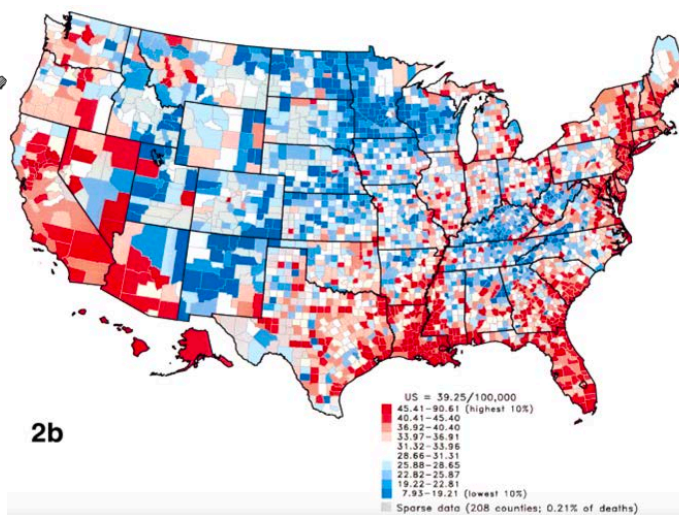 2b
US = 39.25/100,000
45.41-90.61 (highest 10%)
40.41-45.40
36.92-40.40
33.97-36.91
31.32-33.96
28.66-31.31
25.88-28.65
22.82-25.87
19.22-22.81
7.93-19.21 (lowest 10%)
Sparse data (208 counties; 0.21% of deaths)